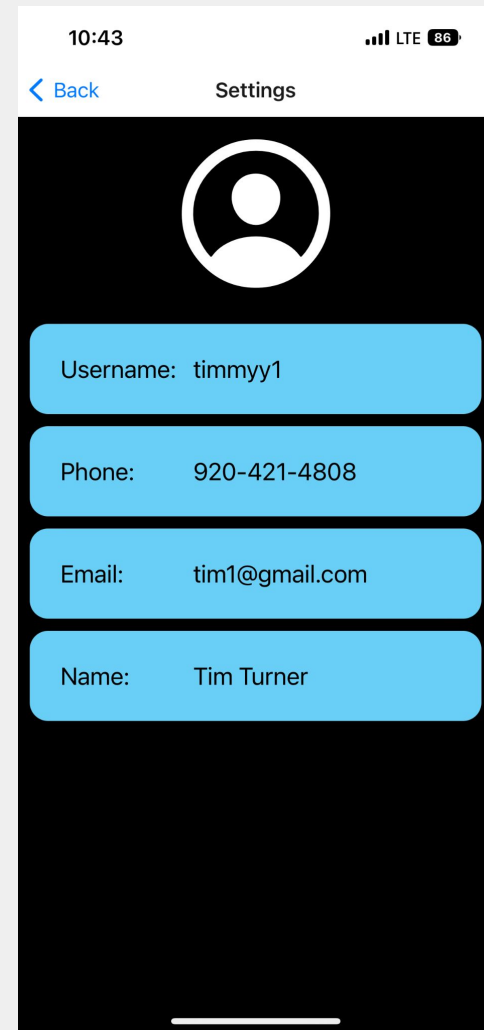 10:43 LTE 86
Back Settings
Username: timmyy1
Phone: 920-421-4808
Email: tim1@gmail.com
Name: Tim Turner